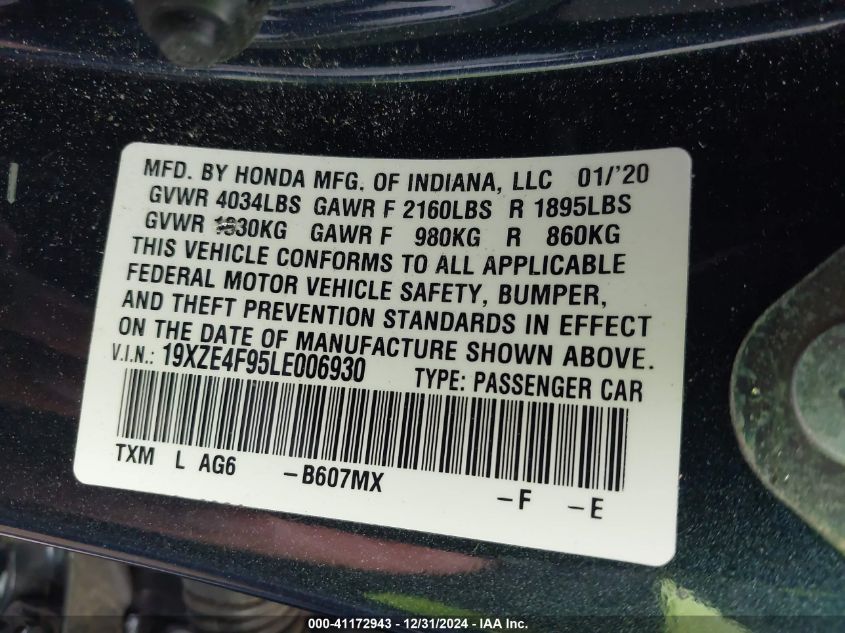 MFD. BY HONDA MFG. OF INDIANA, LLC 01/'20
GVWR 4034LBS GAWR F 2160LBS R 1895LBS
GVWR 1830KG GAWR F 980KG R 860KG
THIS VEHICLE CONFORMS TO ALL APPLICABLE
FEDERAL MOTOR VEHICLE SAFETY, BUMPER,
AND THEFT PREVENTION STANDARDS IN EFFECT
ON THE DATE OF MANUFACTURE SHOWN ABOVE.
V.I.N.: 19XZE4F95LE006930 TYPE: PASSENGER CAR
TXM L AG6 -B607MX -F -E
000-41172943 - 12/31/2024 - IAAI.com